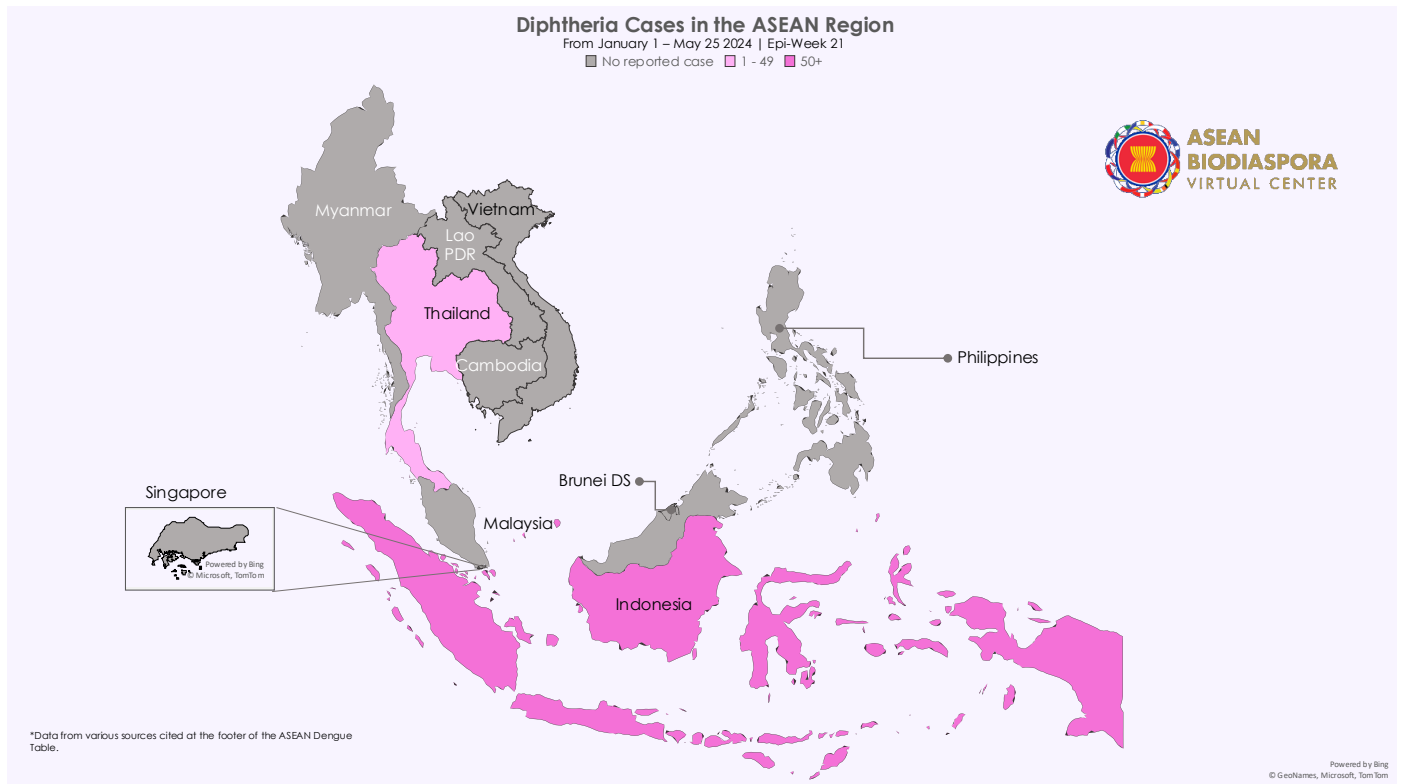 Diphtheria Cases in the ASEAN Region
From January 1 – May 25 2024 | Epi-Week 21
No reported case 1 - 49 50+
ASEAN
BIODIASPORA
VIRTUAL CENTER
Myanmar
Vietnam
Lao
PDR
Thailand
Cambodia
Philippines
Brunei DS
Singapore
Malaysia
Powered by Bing
© Microsoft, TomTom
Indonesia
*Data from various sources cited at the footer of the ASEAN Dengue
Table.
Powered by Bing
© GeoNames, Microsoft, TomTom